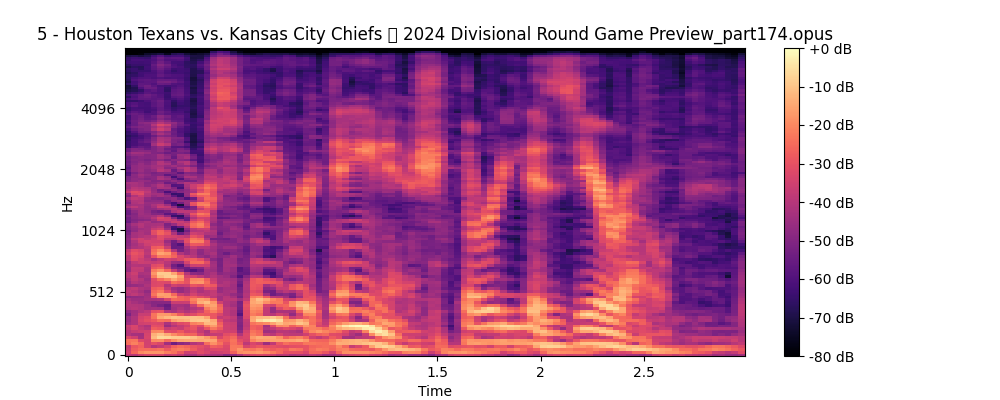 5 - Houston Texans vs. Kansas City Chiefs ▯ 2024 Divisional Round Game Preview_part174.opus
+0 dB
-10 dB
-20 dB
-30 dB
-40 dB
-50 dB
-60 dB
-70 dB
-80 dB
4096
2048
1024
512
0
Hz
0 0.5 1 1.5 2 2.5
Time